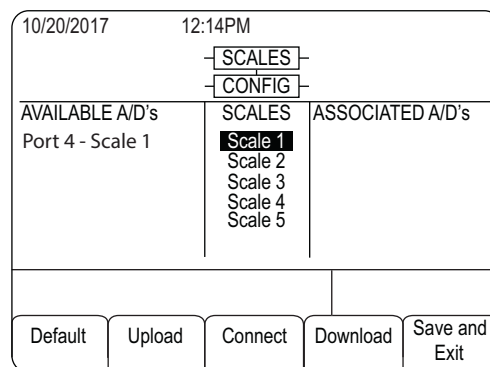 10/20/2017 12:14PM
SCALES
CONFIG
AVAILABLE A/D's SCALES ASSOCIATED A/D's
Port 4 - Scale 1 Scale 1
Scale 2
Scale 3
Scale 4
Scale 5
Default Upload Connect Download Save and
Exit